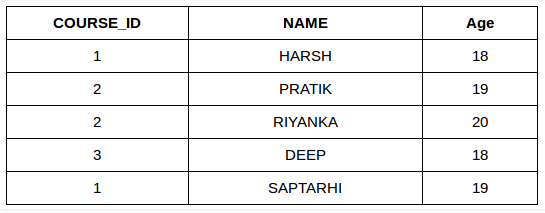 COURSE_ID NAME Age
1 HARSH 18
2 PRATIK 19
2 RIYANKA 20
3 DEEP 18
1 SAPTARHI 19